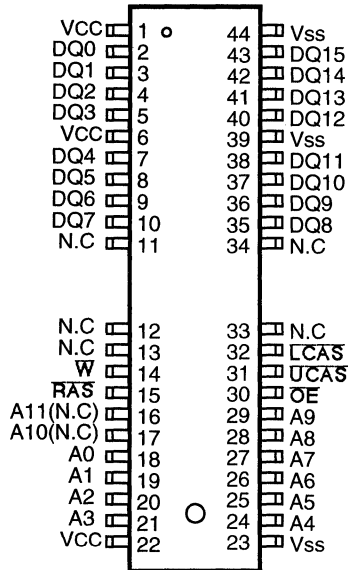 VCC 1 44 Vss
DQ0 2 43 DQ15
DQ1 3 42 DQ14
DQ2 4 41 DQ13
DQ3 5 40 DQ12
VCC 6 39 Vss
DQ4 7 38 DQ11
DQ5 8 37 DQ10
DQ6 9 36 DQ9
DQ7 10 35 DQ8
N.C 11 34 N.C
N.C 12 33 N.C
N.C 13 32 L̅C̅A̅S̅
W̅ 14 31 U̅C̅A̅S̅
R̅A̅S̅ 15 30 O̅E̅
A11(N.C) 16 29 A9
A10(N.C) 17 28 A8
A0 18 27 A7
A1 19 26 A6
A2 20 25 A5
A3 21 24 A4
VCC 22 23 Vss